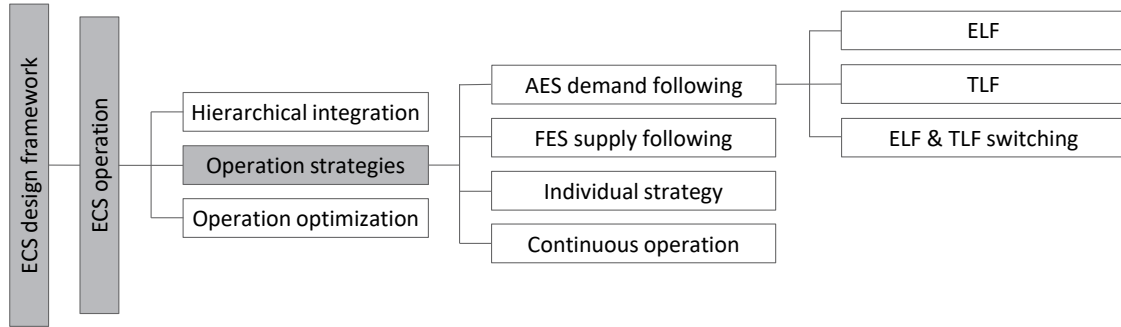 ECS design framework
ECS operation
Hierarchical integration
Operation strategies
Operation optimization
AES demand following
FES supply following
Individual strategy
Continuous operation
ELF
TLF
ELF & TLF switching